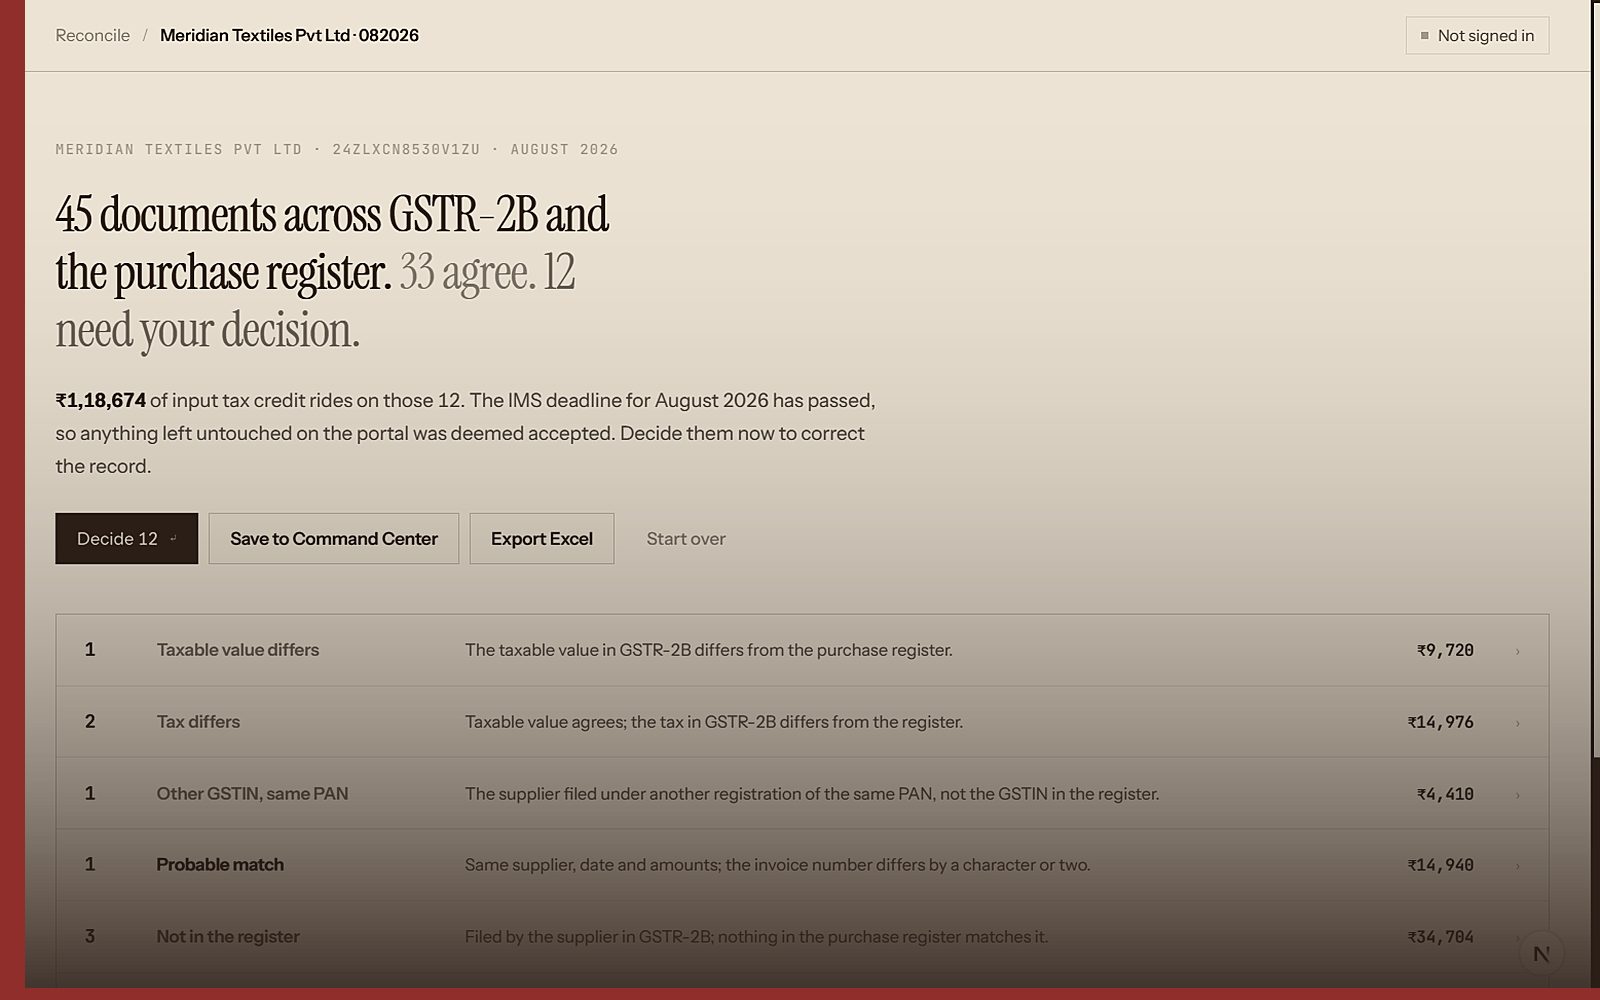 Reconcile / Meridian Textiles Pvt Ltd · 082026
Not signed in
MERIDIAN TEXTILES PVT LTD · 24ZLXCN8530V1ZU · AUGUST 2026
45 documents across GSTR-2B and
the purchase register. 33 agree. 12
need your decision.
₹1,18,674 of input tax credit rides on those 12. The IMS deadline for August 2026 has passed,
so anything left untouched on the portal was deemed accepted. Decide them now to correct
the record.
Decide 12 ↵ Save to Command Center Export Excel Start over
1 Taxable value differs The taxable value in GSTR-2B differs from the purchase register. ₹9,720 ›
2 Tax differs Taxable value agrees; the tax in GSTR-2B differs from the register. ₹14,976 ›
1 Other GSTIN, same PAN The supplier filed under another registration of the same PAN, not the GSTIN in the register. ₹4,410 ›
1 Probable match Same supplier, date and amounts; the invoice number differs by a character or two. ₹14,940 ›
3 Not in the register Filed by the supplier in GSTR-2B; nothing in the purchase register matches it. ₹34,704 ›
N